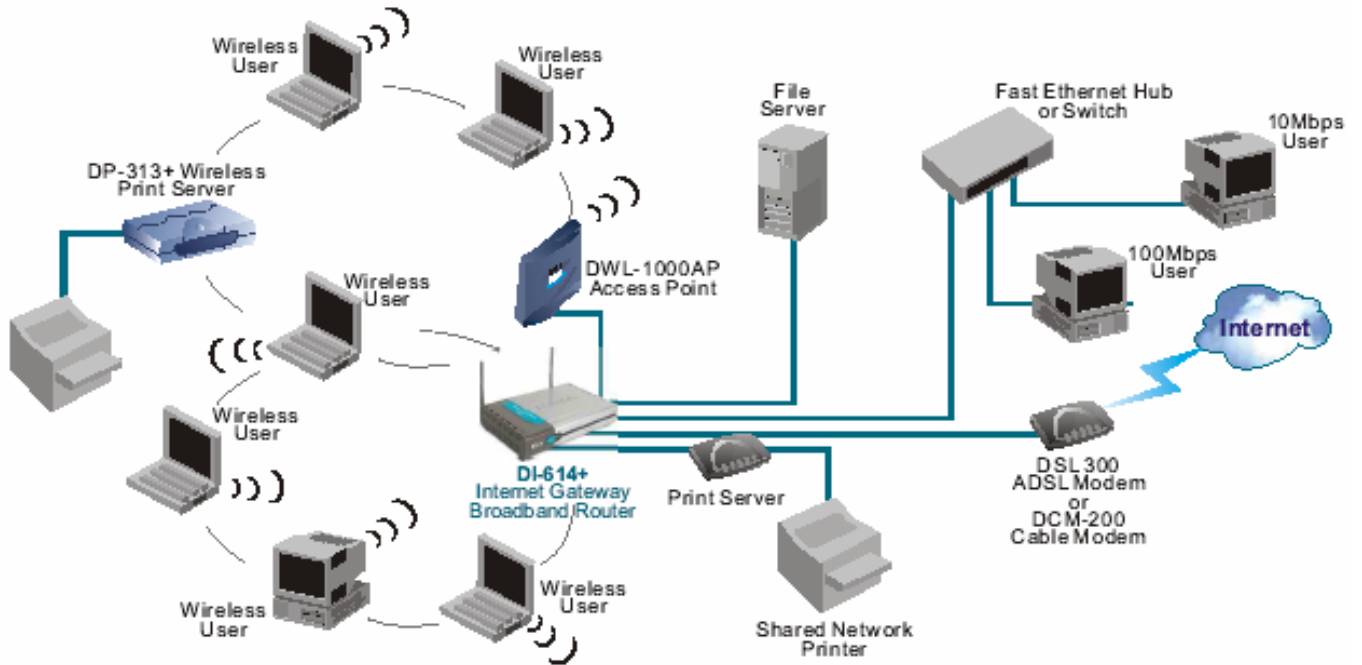 Wireless
User
Wireless
User
File
Server
Fast Ethernet Hub
or Switch
10Mbps
User
DP-313+ Wireless
Print Server
DWL-1000AP
Access Point
100Mbps
User
Wireless
User
Internet
Wireless
User
DI-614+
Internet Gateway
Broadband Router
Print Server
DSL 300
ADSL Modem
or
DCM-200
Cable Modem
Wireless
User
Wireless
User
Shared Network
Printer